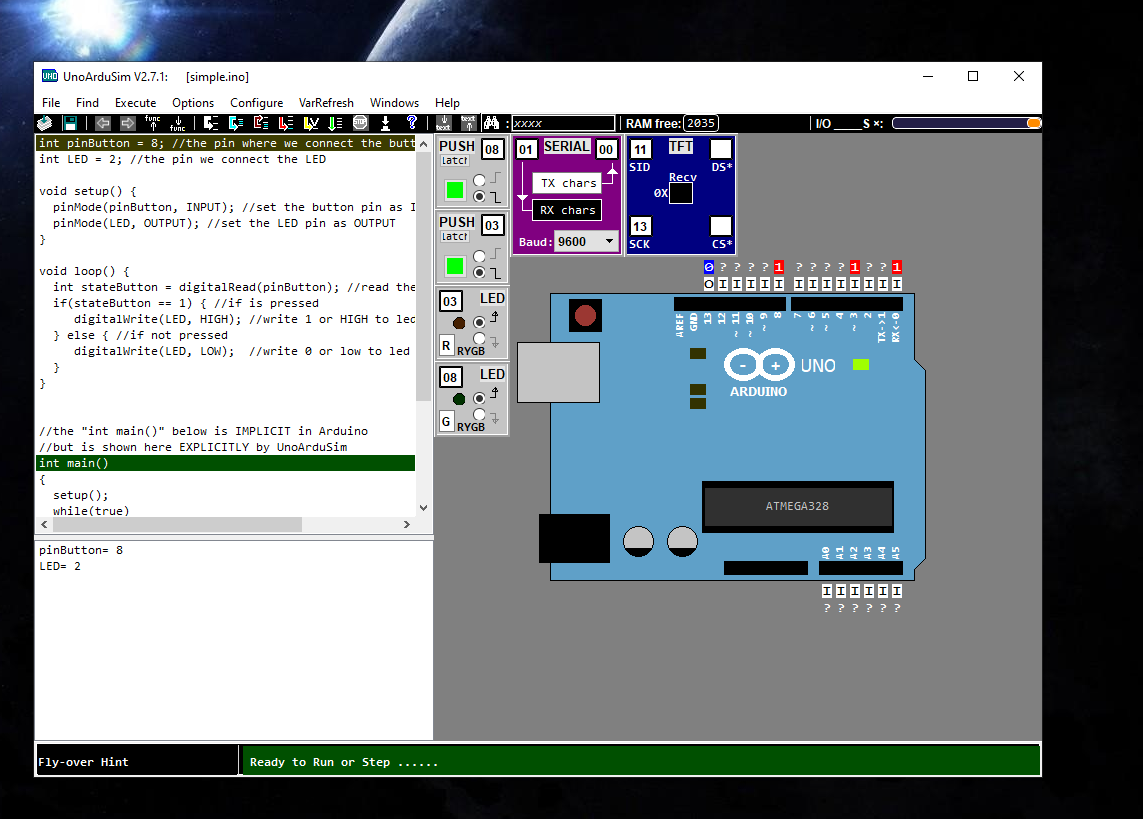 UNO UnoArduSim V2.7.1: [simple.ino]
File Find Execute Options Configure VarRefresh Windows Help
func func STOP ? text text : xxxx RAM free: 2035 I/O ____S ×:
int pinButton = 8; //the pin where we connect the butt
int LED = 2; //the pin we connect the LED
void setup() {
pinMode(pinButton, INPUT); //set the button pin as I
pinMode(LED, OUTPUT); //set the LED pin as OUTPUT
}
void loop() {
int stateButton = digitalRead(pinButton); //read the
if(stateButton == 1) { //if is pressed
digitalWrite(LED, HIGH); //write 1 or HIGH to led
} else { //if not pressed
digitalWrite(LED, LOW);  //write 0 or low to led
}
}
//the "int main()" below is IMPLICIT in Arduino
//but is shown here EXPLICITLY by UnoArduSim
int main()
{
setup();
while(true)
pinButton= 8
LED= 2
PUSH 08
latch
PUSH 03
latch
03 LED
R RYGB
08 LED
G RYGB
01 SERIAL 00
TX chars
RX chars
Baud: 9600
11 TFT
SID DS*
Recv
0X
13
SCK CS*
0 ? ? ? ? 1 ? ? ? ? 1 ? ? 1
O I I I I I I I I I I I I I
AREF GND 13 12 ~ 11 ~ 10 ~ 9 8 7 ~ 6 ~ 5 4 ~ 3 2 TX->1 RX<-0
- + UNO
ARDUINO
ATMEGA328
A0 A1 A2 A3 A4 A5
I I I I I I
? ? ? ? ? ?
Fly-over Hint Ready to Run or Step ......